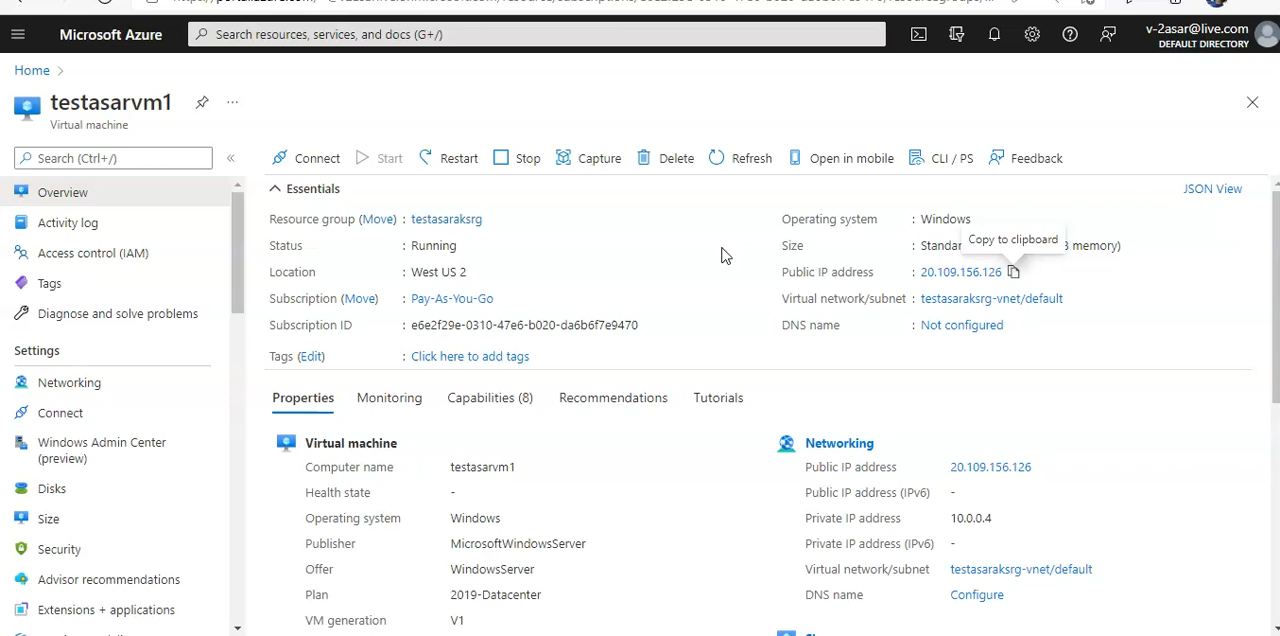 Microsoft Azure
Search resources, services, and docs (G+/)
v-2asar@live.com
DEFAULT DIRECTORY
Home
testasarvm1
Virtual machine
Search (Ctrl+/)
Connect Start Restart Stop Capture Delete Refresh Open in mobile CLI / PS Feedback
Overview
Activity log
Access control (IAM)
Tags
Diagnose and solve problems
Settings
Networking
Connect
Windows Admin Center
(preview)
Disks
Size
Security
Advisor recommendations
Extensions + applications
Essentials
JSON View
Resource group (Move) : testasaraksrg
Status : Running
Location : West US 2
Subscription (Move) : Pay-As-You-Go
Subscription ID : e6e2f29e-0310-47e6-b020-da6b6f7e9470
Tags (Edit) : Click here to add tags
Operating system : Windows
Copy to clipboard
Size : memory)
Public IP address : 20.109.156.126
Virtual network/subnet : testasaraksrg-vnet/default
DNS name : Not configured
Properties Monitoring Capabilities (8) Recommendations Tutorials
Virtual machine
Computer name testasarvm1
Health state -
Operating system Windows
Publisher MicrosoftWindowsServer
Offer WindowsServer
Plan 2019-Datacenter
VM generation V1
Networking
Public IP address 20.109.156.126
Public IP address (IPv6) -
Private IP address 10.0.0.4
Private IP address (IPv6) -
Virtual network/subnet testasaraksrg-vnet/default
DNS name Configure